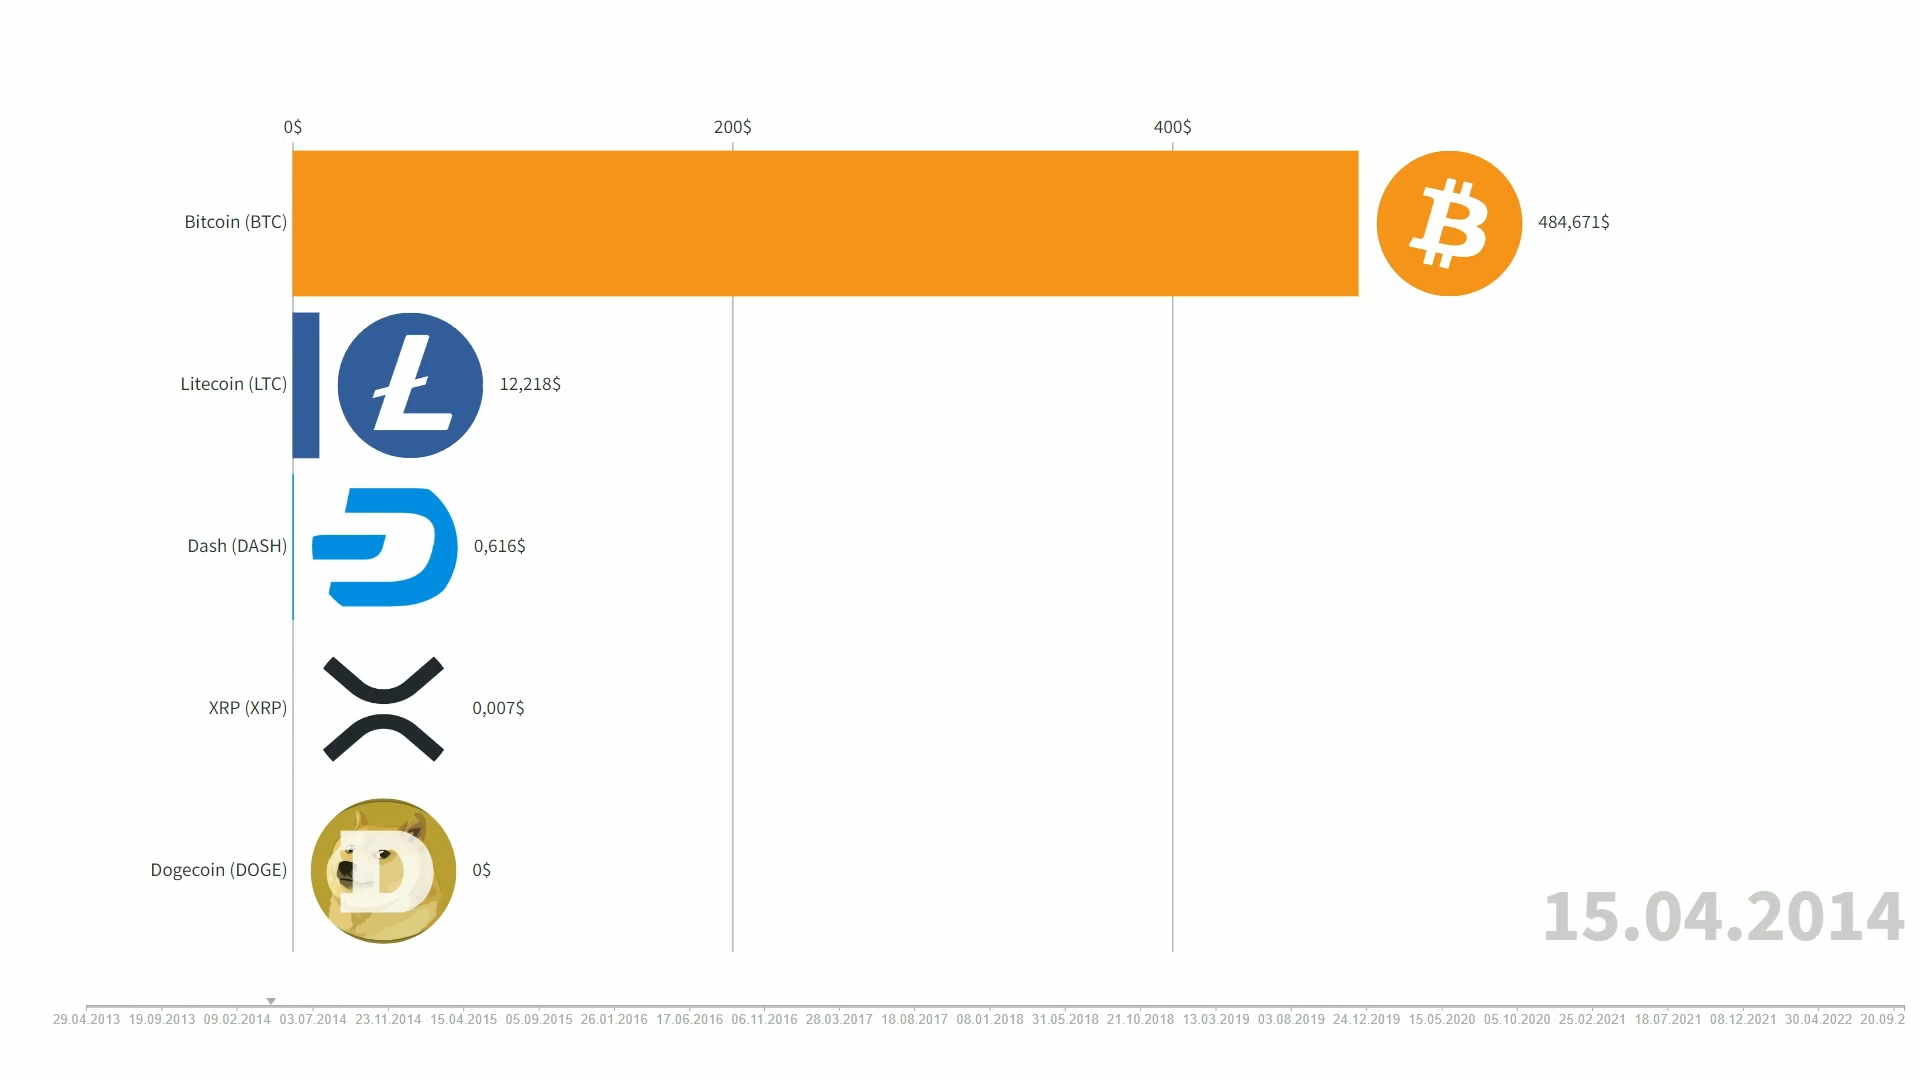 0$ 200$ 400$
Bitcoin (BTC) 484,671$
Litecoin (LTC) 12,218$
Dash (DASH) 0,616$
XRP (XRP) 0,007$
Dogecoin (DOGE) D 0$
15.04.2014
29.04.2013 19.09.2013 09.02.2014 03.07.2014 23.11.2014 15.04.2015 05.09.2015 26.01.2016 17.06.2016 06.11.2016 28.03.2017 18.08.2017 08.01.2018 31.05.2018 21.10.2018 13.03.2019 03.08.2019 24.12.2019 15.05.2020 05.10.2020 25.02.2021 18.07.2021 08.12.2021 30.04.2022 20.09.2